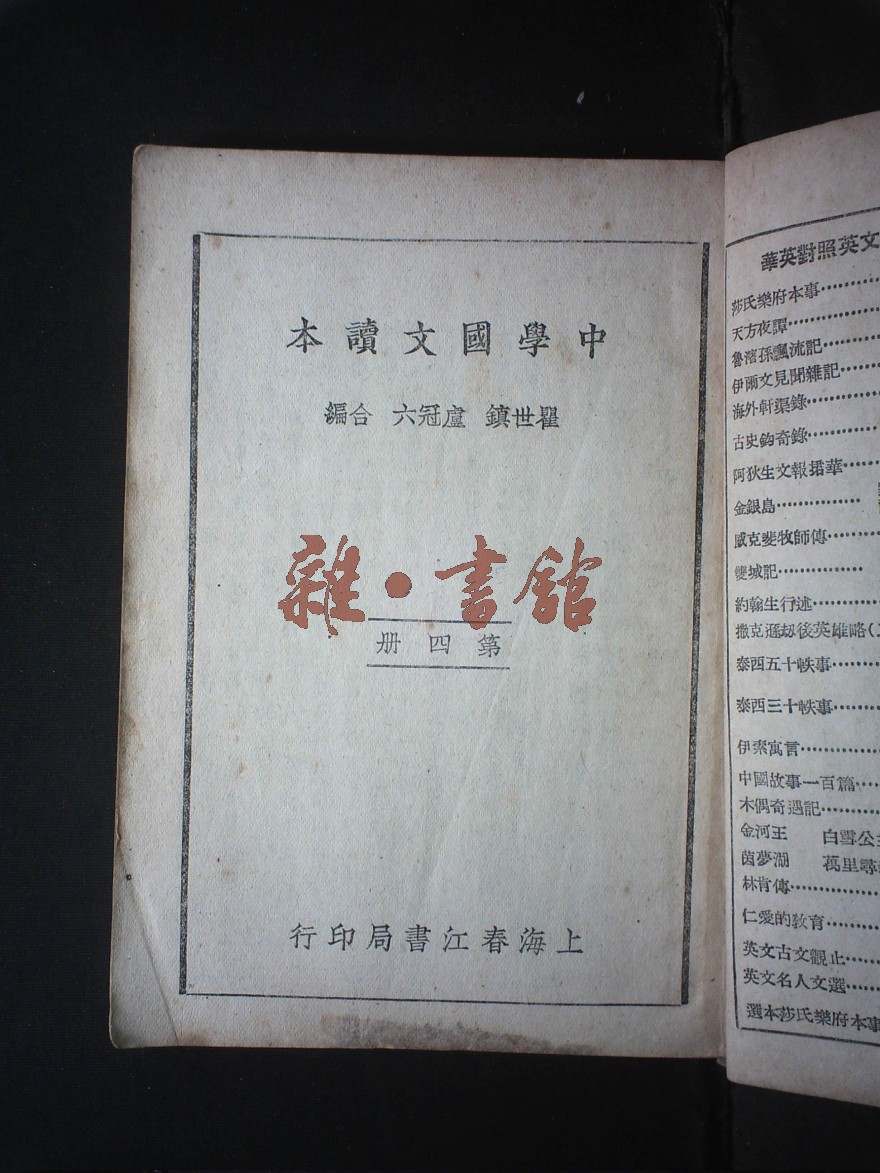 中學國文讀本
瞿世鎮 盧冠六 合編
雜·書館
第四册
上海春江書局印行
華英對照英文
莎氏樂府本事
天方夜譚
魯濱孫飄流記
伊爾文見聞雜記
海外軒渠錄
古史鈎奇錄
阿狄生文報捃華
金銀島
威克斐牧師傳
雙城記
約翰生行述
撒克遜劫後英雄略(
泰西五十軼事
泰西三十軼事
伊索寓言
中國故事一百篇
木偶奇遇記
金河王 白雪公主
茵夢湖 萬里尋
林肯傳
仁愛的敎育
英文古文觀止
英文名人文選
選本莎氏樂府本事